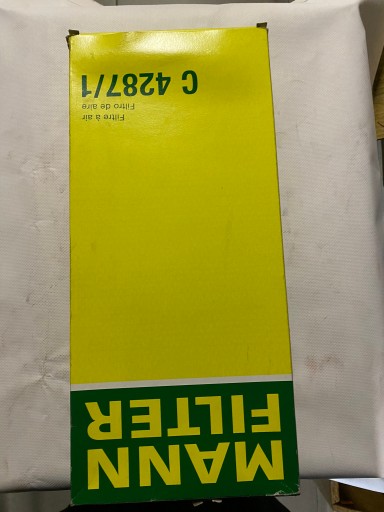 MANN
FILTER
Filtre à air
Filtro de aire
C 4287/1